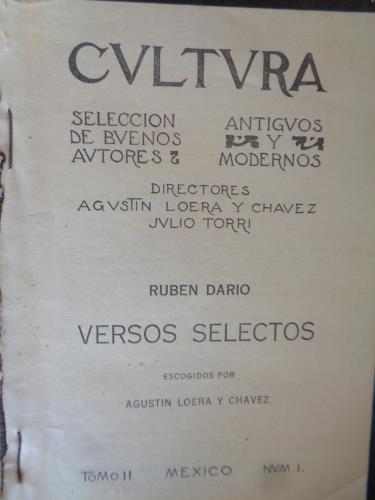 CVLTVRA
SELECCION ANTIGVOS
DE BVENOS Y
AVTORES MODERNOS
DIRECTORES
AGVSTIN LOERA Y CHAVEZ
JVLIO TORRI
RUBEN DARIO
VERSOS SELECTOS
ESCOGIDOS POR
AGUSTIN LOERA Y CHAVEZ.
TOMO II MEXICO NVM I.